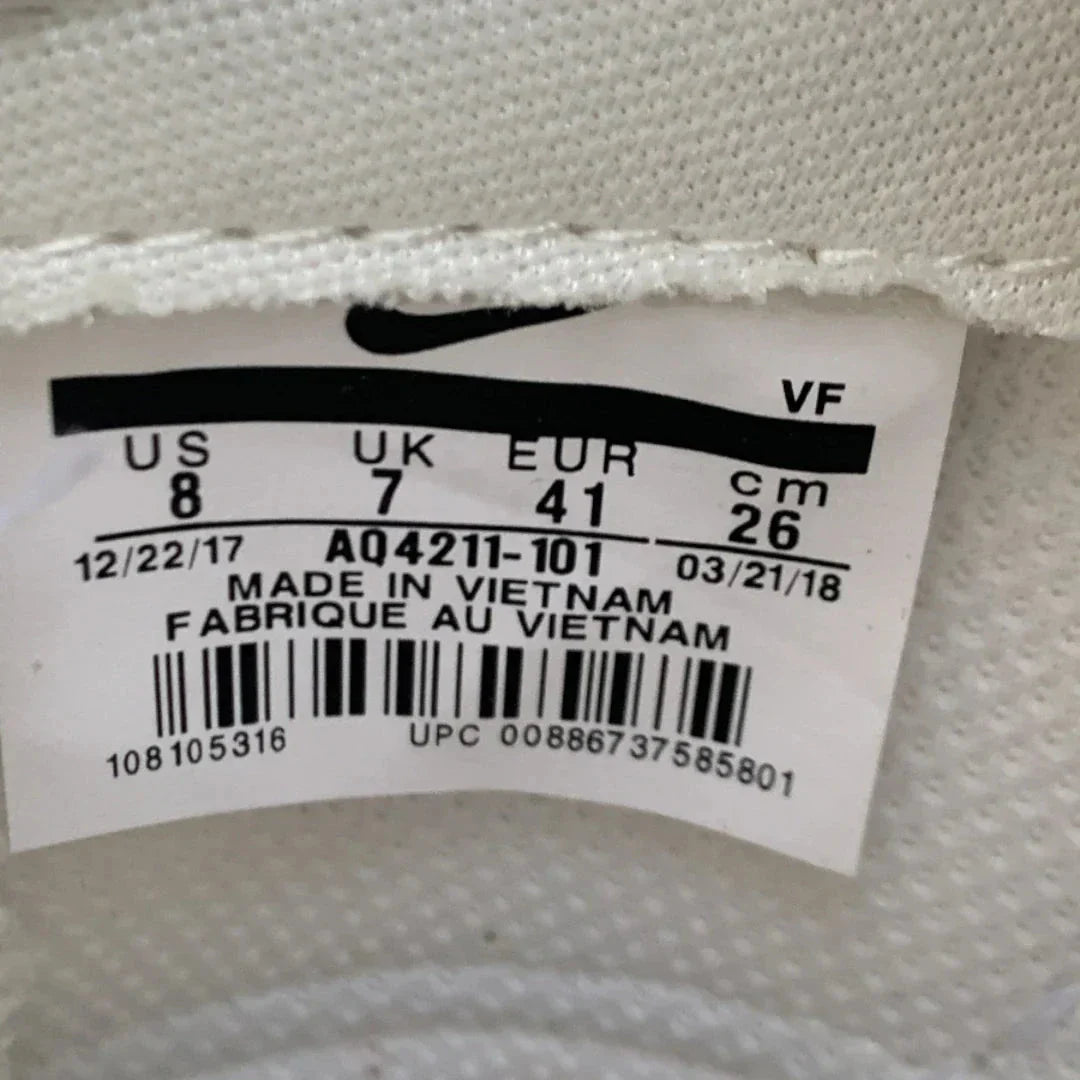 VF
US UK EUR cm
8 7 41 26
12/22/17 AQ4211-101 03/21/18
MADE IN VIETNAM
FABRIQUE AU VIETNAM
108105316 UPC 00886737585801